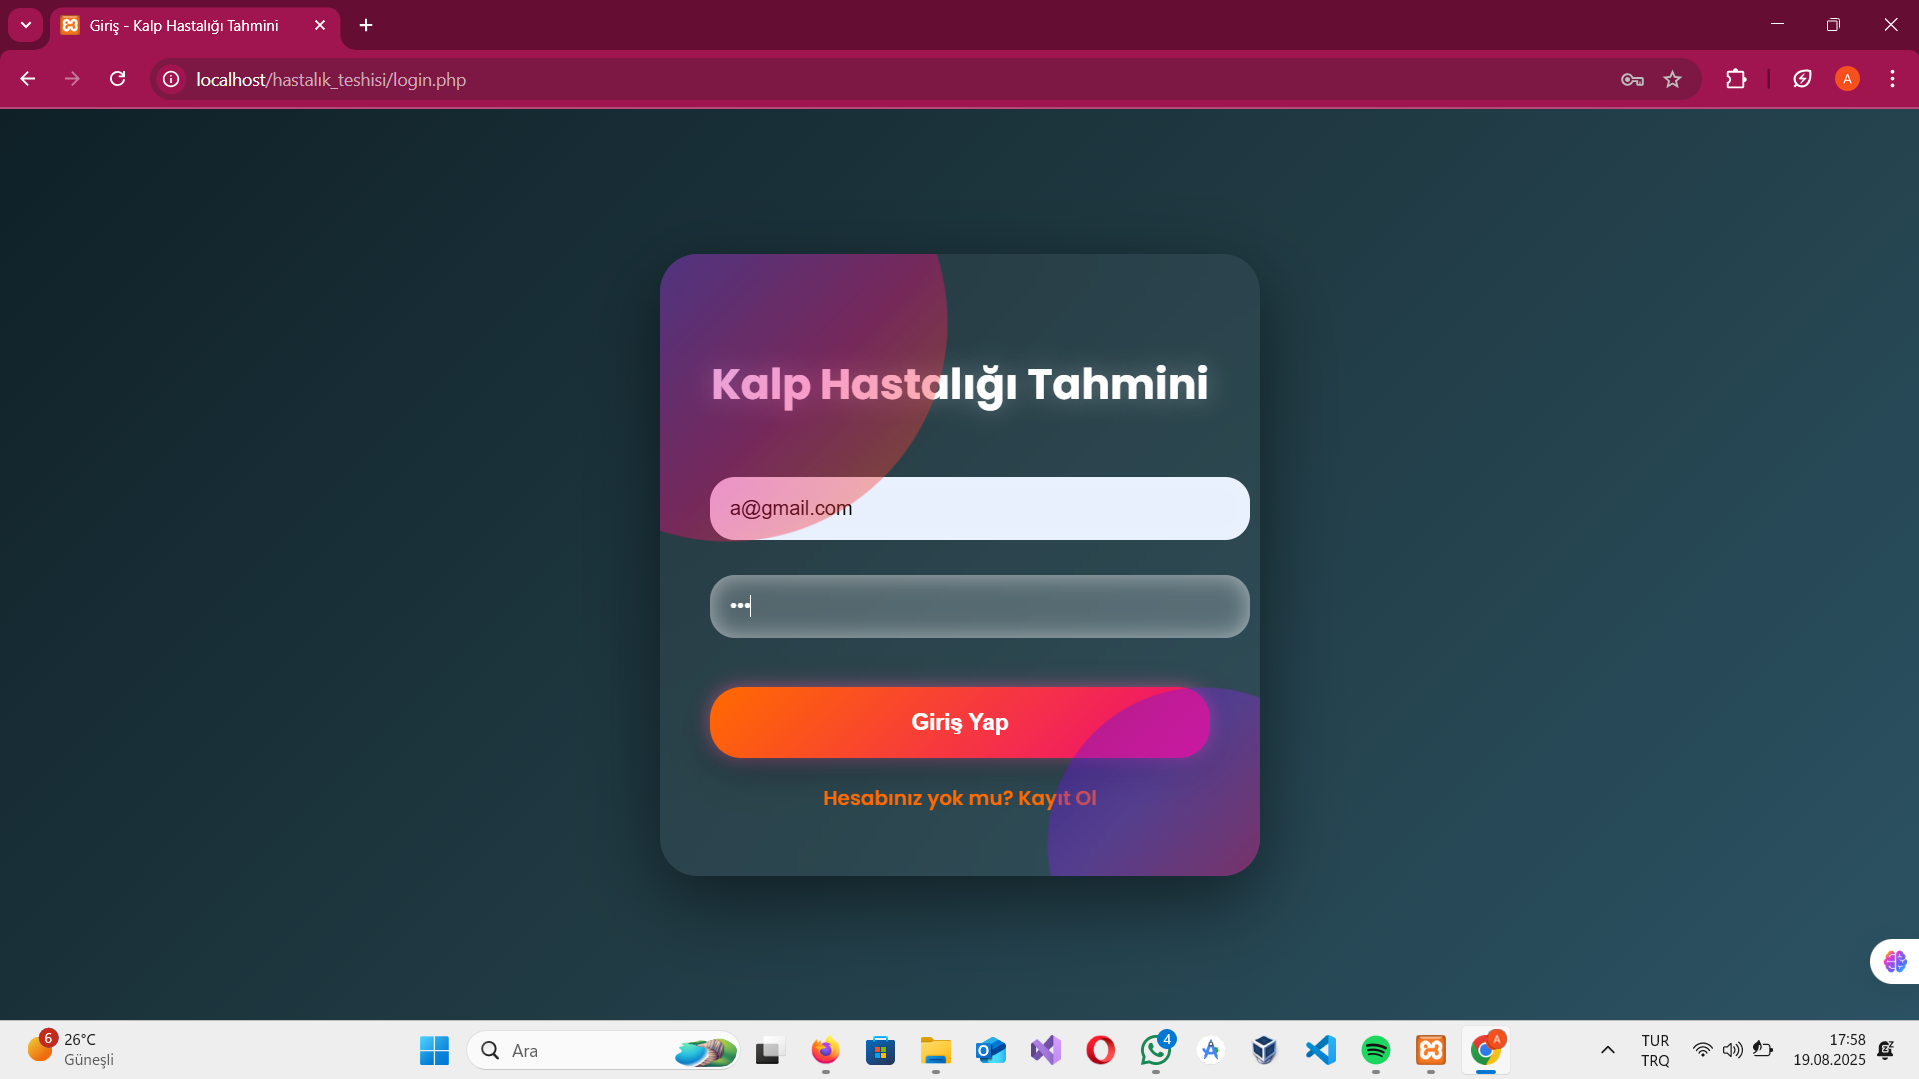 Giriş - Kalp Hastalığı Tahmini
localhost/hastalık_teshisi/login.php
A
Kalp Hastalığı Tahmini
a@gmail.com
•••
Giriş Yap
Hesabınız yok mu? Kayıt Ol
6
26°C
Güneşli
Ara
4
A
TUR
TRQ
17:58
19.08.2025